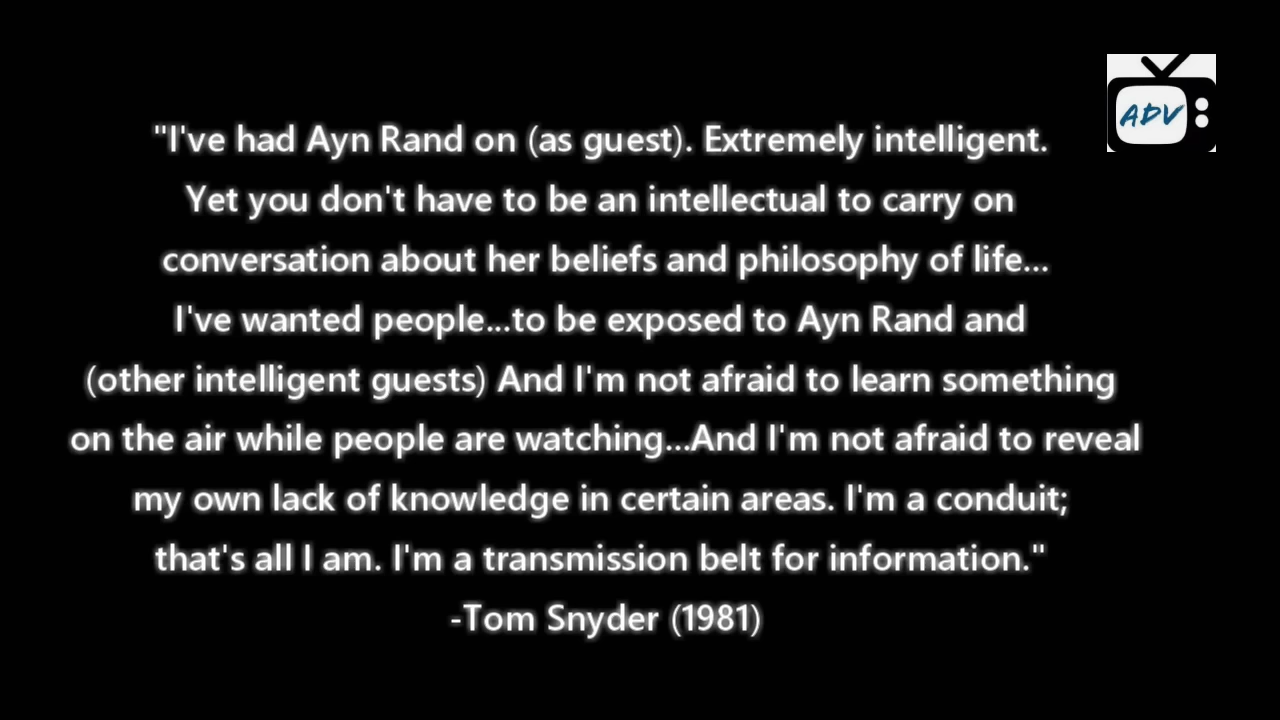 ADV
"I've had Ayn Rand on (as guest). Extremely intelligent.
Yet you don't have to be an intellectual to carry on
conversation about her beliefs and philosophy of life...
I've wanted people...to be exposed to Ayn Rand and
(other intelligent guests) And I'm not afraid to learn something
on the air while people are watching...And I'm not afraid to reveal
my own lack of knowledge in certain areas. I'm a conduit;
that's all I am. I'm a transmission belt for information."
-Tom Snyder (1981)